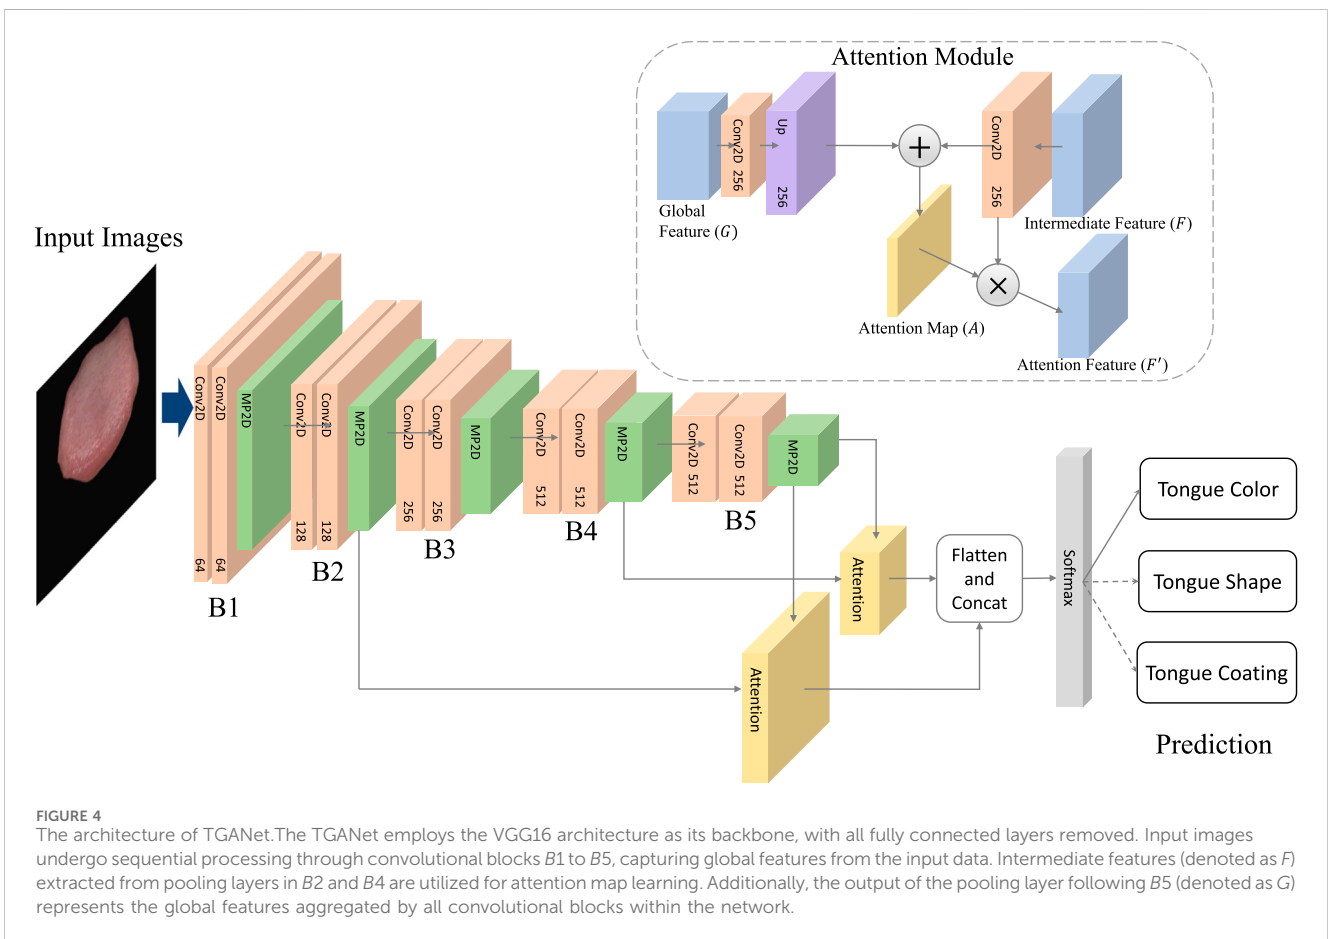 Attention Module
Conv2D 256
Up 256
Conv2D 256
Global
Feature (G)
Intermediate Feature (F)
Attention Map (A)
Attention Feature (F′)
Input Images
Conv2D 64
Conv2D 64
MP2D
B1
Conv2D 128
Conv2D 128
MP2D
B2
Conv2D 256
Conv2D 256
MP2D
B3
Conv2D 512
Conv2D 512
MP2D
B4
Conv2D 512
Conv2D 512
MP2D
B5
Attention
Attention
Flatten
and
Concat
Softmax
Tongue Color
Tongue Shape
Tongue Coating
Prediction
FIGURE 4
The architecture of TGANet.The TGANet employs the VGG16 architecture as its backbone, with all fully connected layers removed. Input images
undergo sequential processing through convolutional blocks B1 to B5, capturing global features from the input data. Intermediate features (denoted as F)
extracted from pooling layers in B2 and B4 are utilized for attention map learning. Additionally, the output of the pooling layer following B5 (denoted as G)
represents the global features aggregated by all convolutional blocks within the network.